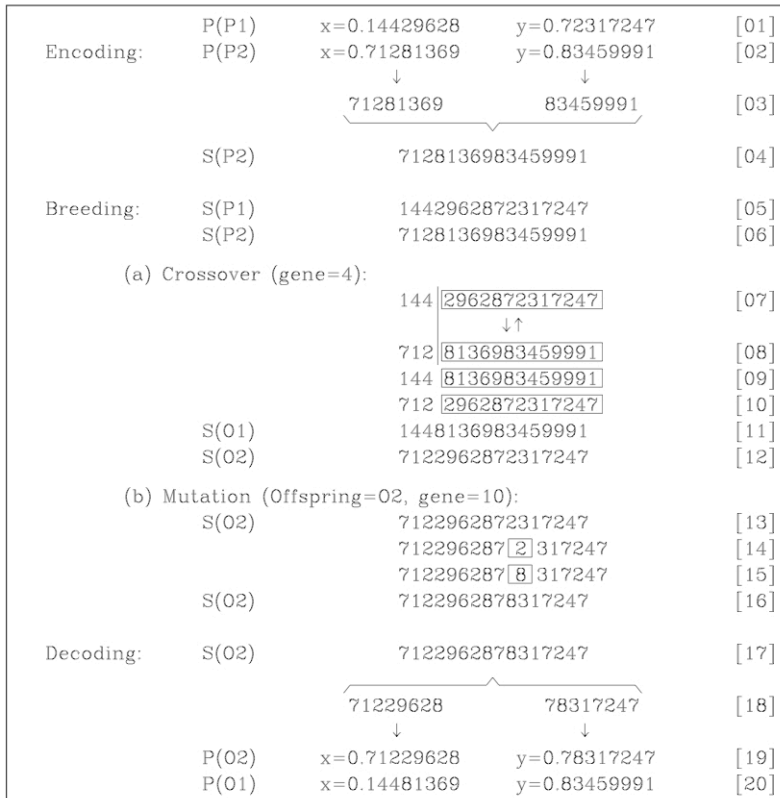 P(P1) x=0.14429628 y=0.72317247 [01]
Encoding: P(P2) x=0.71281369 y=0.83459991 [02]
↓ ↓
71281369 83459991 [03]
S(P2) 7128136983459991 [04]
Breeding: S(P1) 1442962872317247 [05]
S(P2) 7128136983459991 [06]
(a) Crossover (gene=4):
144 2962872317247 [07]
↓↑
712 8136983459991 [08]
144 8136983459991 [09]
712 2962872317247 [10]
S(O1) 1448136983459991 [11]
S(O2) 7122962872317247 [12]
(b) Mutation (Offspring=O2, gene=10):
S(O2) 7122962872317247 [13]
712296287 2 317247 [14]
712296287 8 317247 [15]
S(O2) 7122962878317247 [16]
Decoding: S(O2) 7122962878317247 [17]
71229628 78317247 [18]
↓ ↓
P(O2) x=0.71229628 y=0.78317247 [19]
P(O1) x=0.14481369 y=0.83459991 [20]